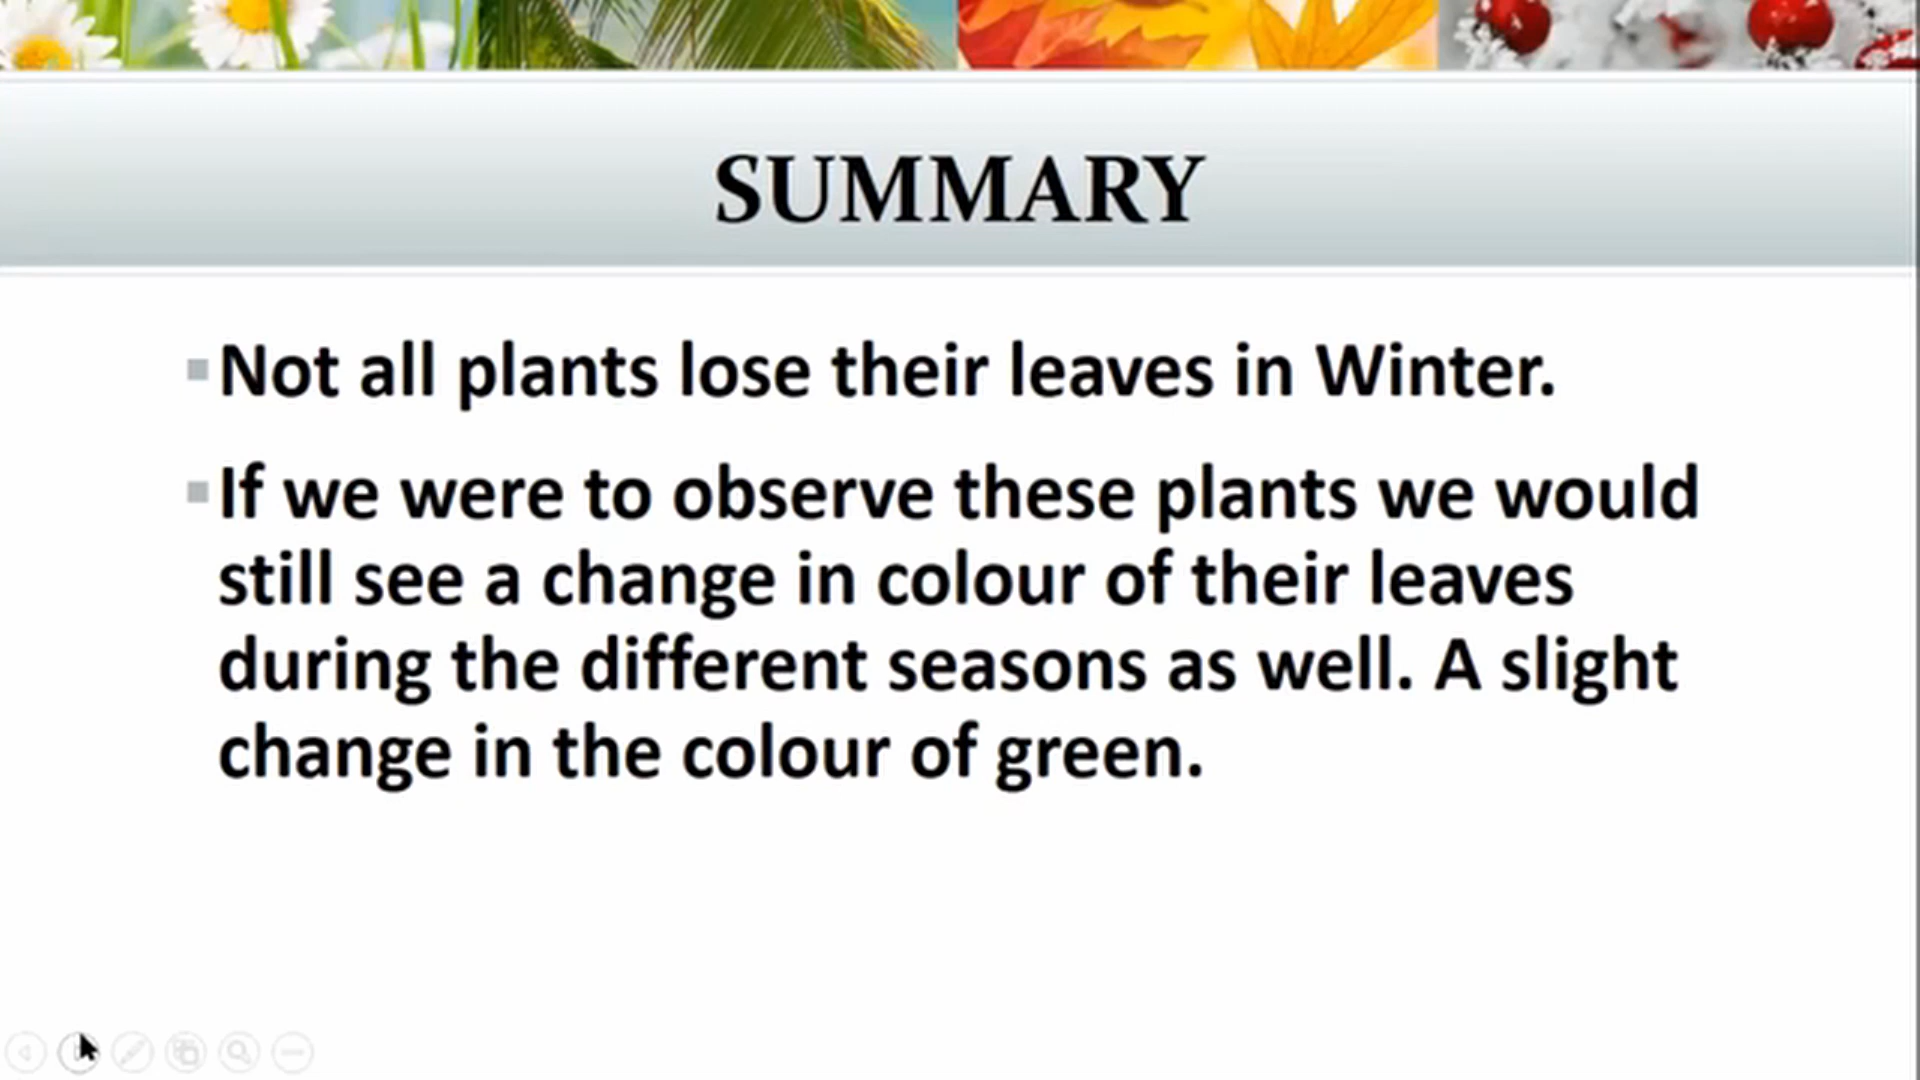 SUMMARY
Not all plants lose their leaves in Winter.
If we were to observe these plants we would
still see a change in colour of their leaves
during the different seasons as well. A slight
change in the colour of green.